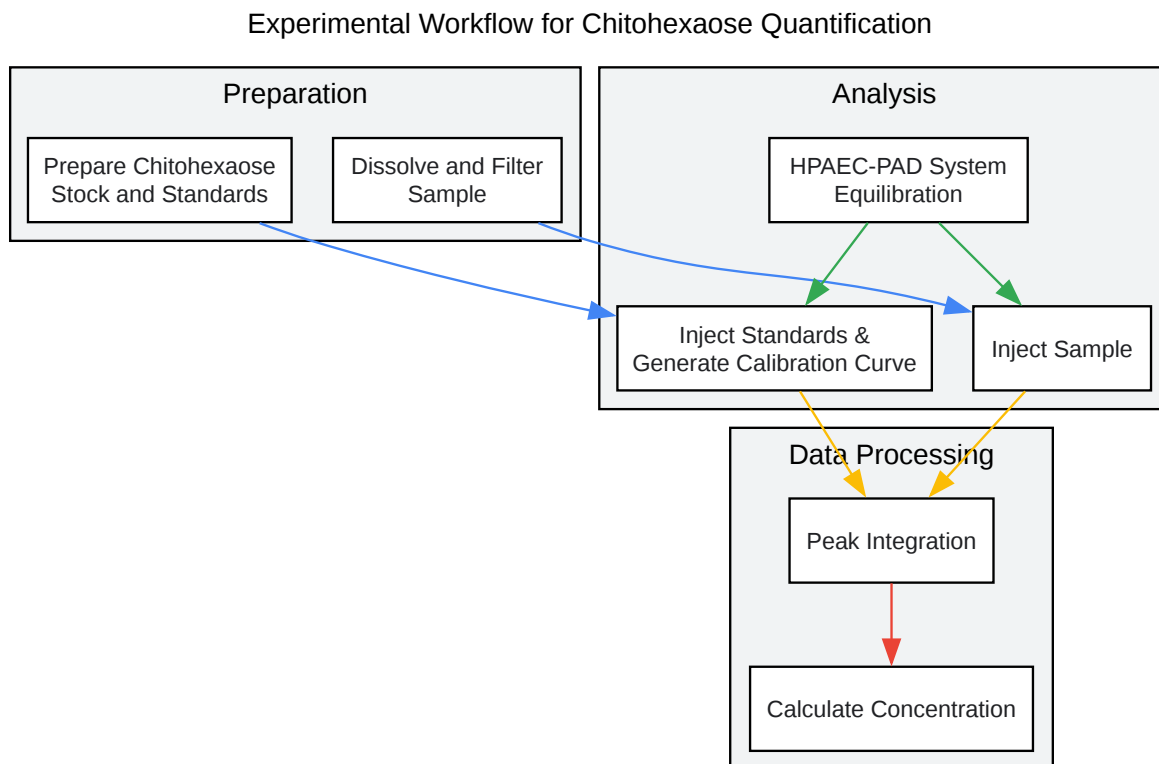 Experimental Workflow for Chitohexaose Quantification
Preparation
Prepare Chitohexaose
Stock and Standards
Dissolve and Filter
Sample
Analysis
HPAEC-PAD System
Equilibration
Inject Standards &
Generate Calibration Curve
Inject Sample
Data Processing
Peak Integration
Calculate Concentration